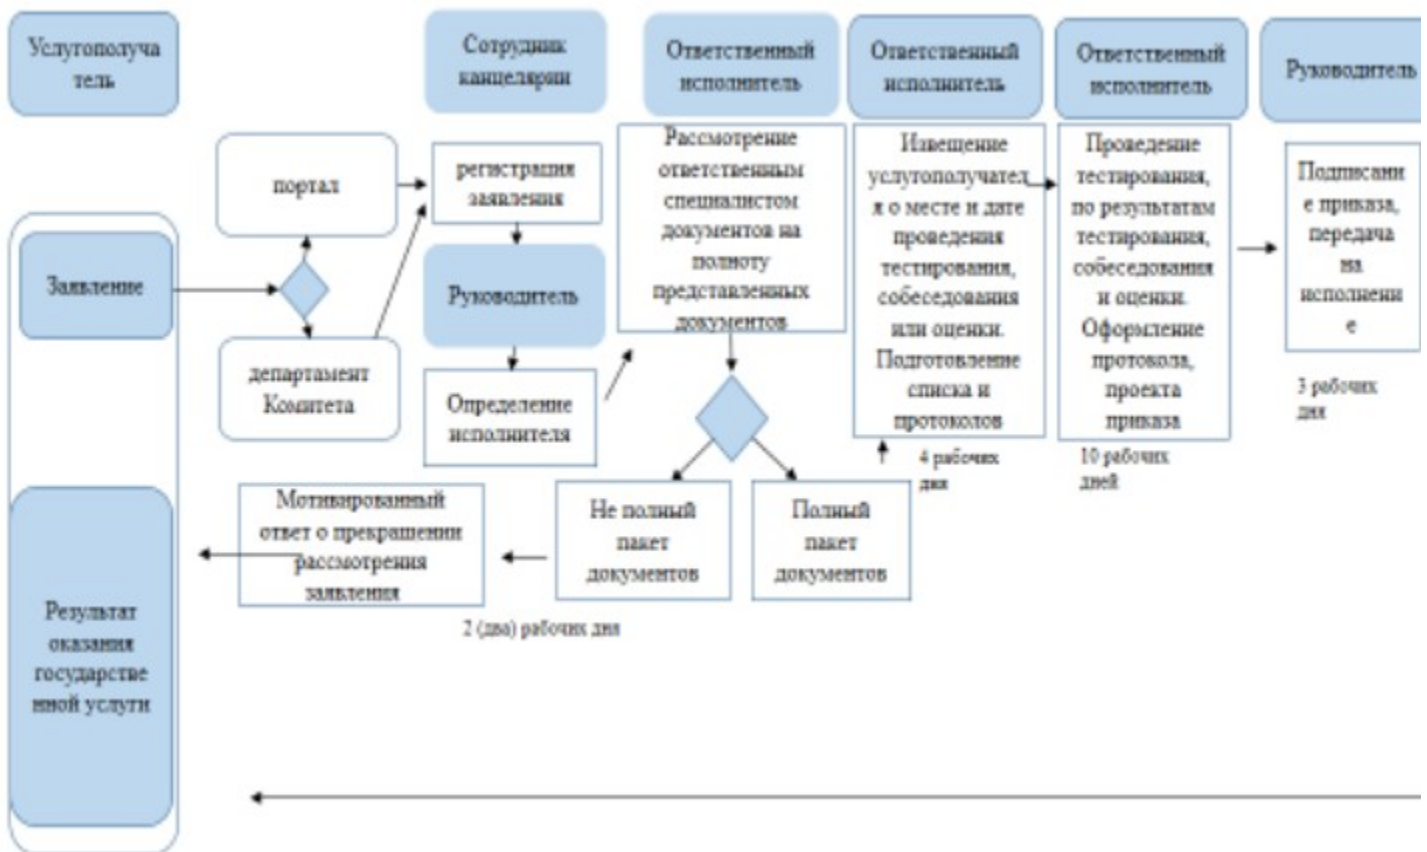 Услугополуча
тель
Сотрудник
канцелярии
Ответственный
исполнитель
Ответственный
исполнитель
Ответственный
исполнитель
Руководитель
портал
регистрация
заявления
Рассмотрение
ответственным
специалистом
документов на
полноту
представленных
документов
Извещение
услугополучател
я о месте и дате
проведения
тестирования,
собеседования
или оценки.
Подготовление
списка и
протоколов
Проведение
тестирования,
по результатам
тестирования,
собеседования
и оценки.
Оформление
протокола,
проекта
приказа
Подписани
е приказа,
передача
на
исполнени
е
Заявление
Руководитель
департамент
Комитета
Определение
исполнителя
3 рабочих
дня
4 рабочих
дня
10 рабочих
дней
Мотивированный
ответ о прекрашении
рассмотрения
заявления
Не полный
пакет
документов
Полный
пакет
документов
2 (два) рабочих дня
Результат
оказания
государстве
нной услуги